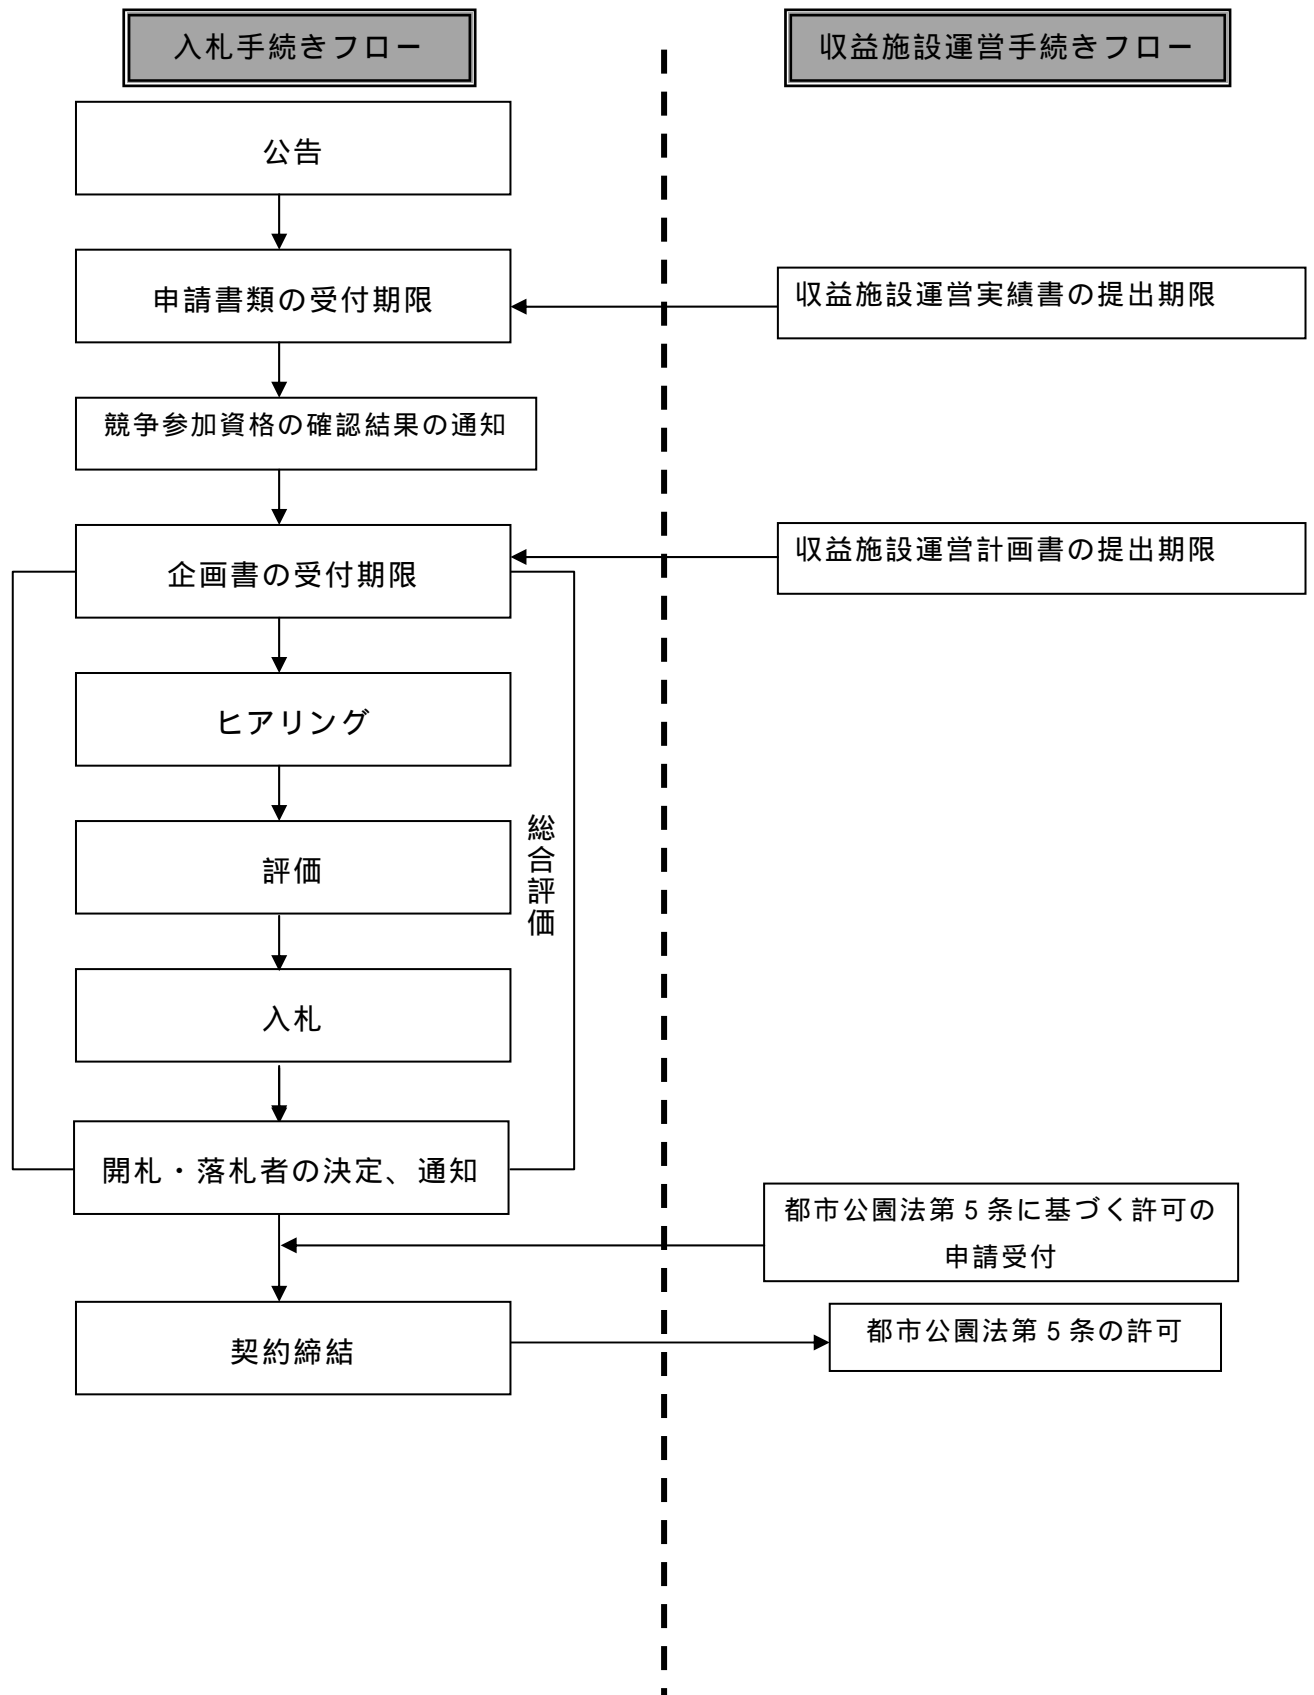 入札手続きフロー
収益施設運営手続きフロー
公告
申請書類の受付期限
収益施設運営実績書の提出期限
競争参加資格の確認結果の通知
企画書の受付期限
収益施設運営計画書の提出期限
ヒアリング
評価
総合評価
入札
開札・落札者の決定、通知
都市公園法第5条に基づく許可の
申請受付
契約締結
都市公園法第5条の許可